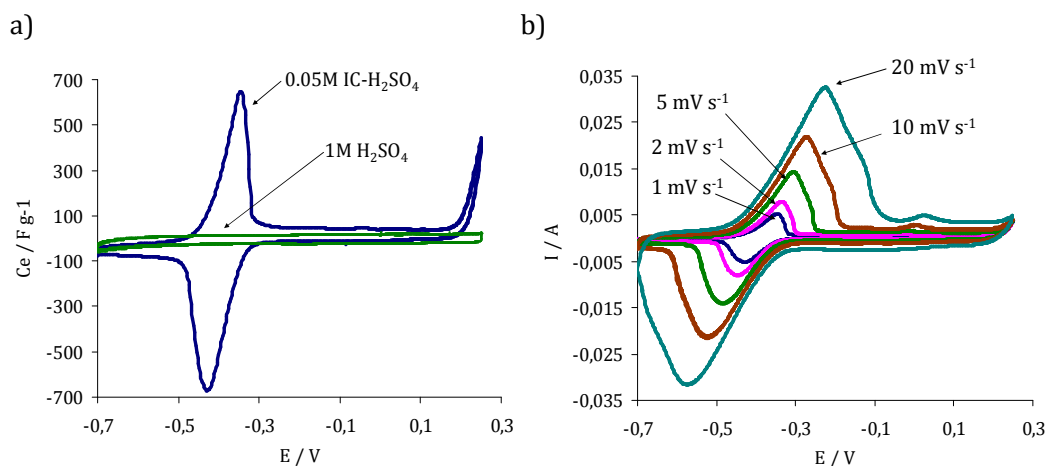 a)
700
500
300
100
-100
-300
-500
-700
-0,7
-0,5
-0,3
-0,1
0,1
0,3
Ce / F g-1
E / V
0.05M IC-H₂SO₄
1M H₂SO₄
b)
0,035
0,025
0,015
0,005
-0,005
-0,015
-0,025
-0,035
-0,7
-0,5
-0,3
-0,1
0,1
0,3
I / A
E / V
20 mV s⁻¹
5 mV s⁻¹
10 mV s⁻¹
2 mV s⁻¹
1 mV s⁻¹